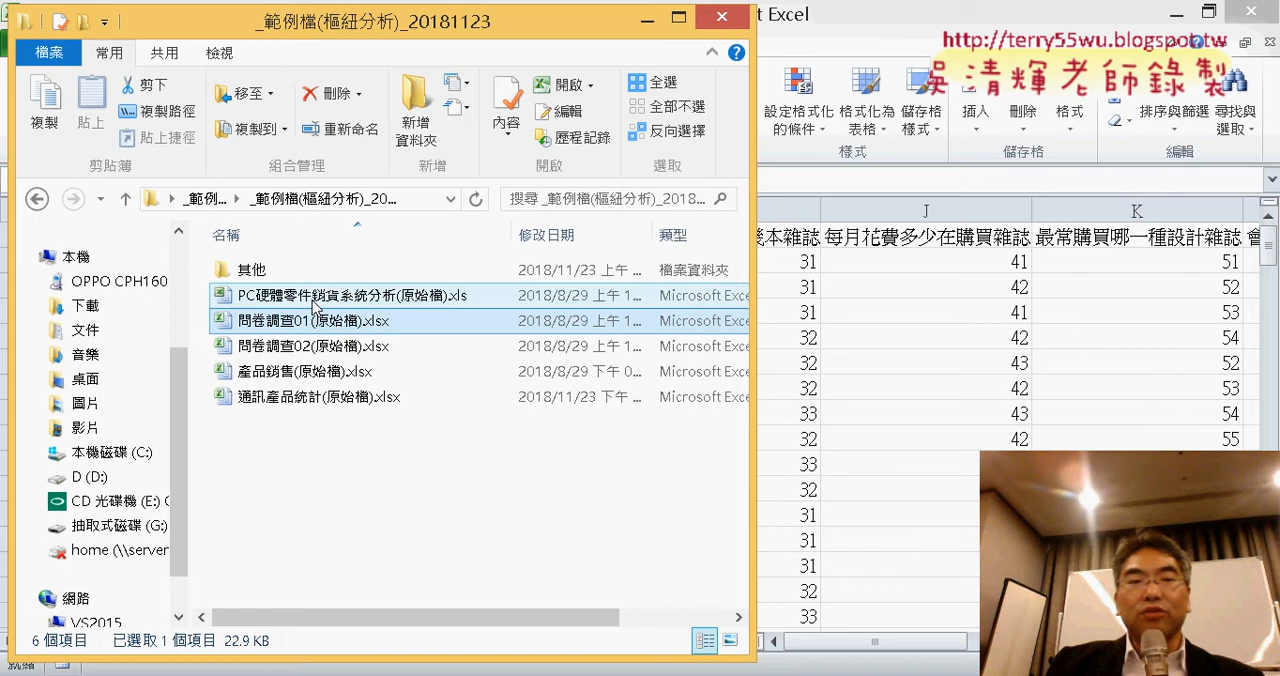 _範例檔(樞紐分析)_20181123
t Excel
http://terry55wu.blogspot.tw
吳清輝老師錄製
檔案
常用
共用
檢視
複製
貼上
剪下
複製路徑
貼上捷徑
剪貼簿
移至
複製到
刪除
重新命名
組合管理
新增
資料夾
新增
內容
開啟
編輯
歷程記錄
開啟
全選
全部不選
反向選擇
選取
設定格式化
的條件
格式化為
表格
儲存格
樣式
樣式
插入
刪除
格式
儲存格
排序與篩選
尋找與
選取
編輯
_範例...
_範例檔(樞紐分析)_20...
搜尋 _範例檔(樞紐分析)_2018...
名稱
修改日期
類型
本機
OPPO CPH160
下載
文件
音樂
桌面
圖片
影片
本機磁碟 (C:)
D (D:)
CD 光碟機 (E:) C
抽取式磁碟 (G:)
home (\\server
網路
VS2015
其他 2018/11/23 上午 ... 檔案資料夾
PC硬體零件銷貨系統分析(原始檔).xls 2018/8/29 上午 1... Microsoft Exce
問卷調查01(原始檔).xlsx 2018/8/29 上午 1... Microsoft Exce
問卷調查02(原始檔).xlsx 2018/8/29 上午 1... Microsoft Exce
產品銷售(原始檔).xlsx 2018/8/29 下午 0... Microsoft Exce
通訊產品統計(原始檔).xlsx 2018/11/23 下午 ... Microsoft Exce
6 個項目 已選取 1 個項目 22.9 KB
就緒
J K
幾本雜誌 每月花費多少在購買雜誌 最常購買哪一種設計雜誌 會
31 41 51
31 42 52
31 41 53
32 42 54
32 43 52
32 42 53
33 43 54
32 42 55
33
32
31
31
31
32
33